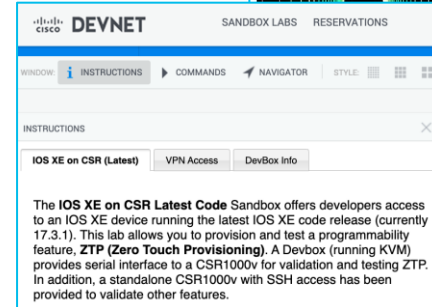 cisco DEVNET SANDBOX LABS RESERVATIONS
WINDOW: i INSTRUCTIONS COMMANDS NAVIGATOR STYLE:
INSTRUCTIONS
IOS XE on CSR (Latest) VPN Access DevBox Info
The IOS XE on CSR Latest Code Sandbox offers developers access
to an IOS XE device running the latest IOS XE code release (currently
17.3.1). This lab allows you to provision and test a programmability
feature, ZTP (Zero Touch Provisioning). A Devbox (running KVM)
provides serial interface to a CSR1000v for validation and testing ZTP.
In addition, a standalone CSR1000v with SSH access has been
provided to validate other features.